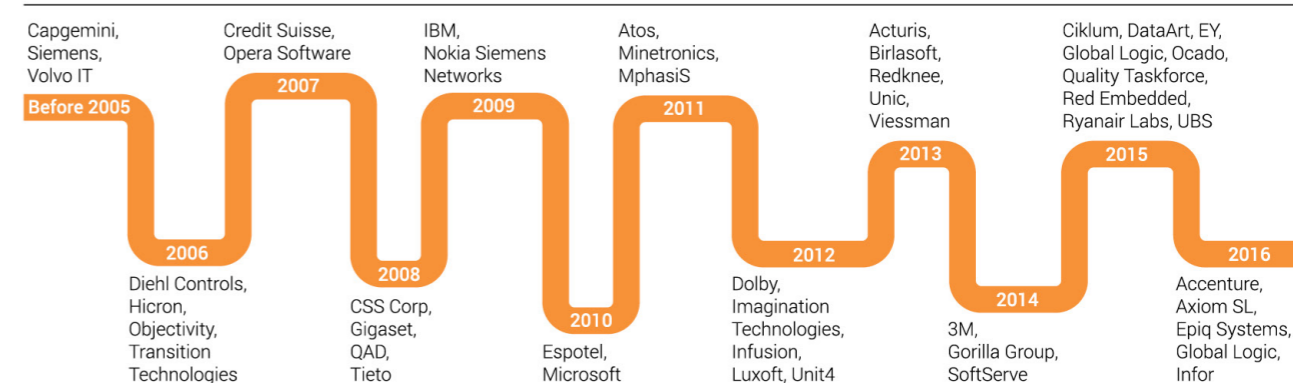 Capgemini,
Siemens,
Volvo IT
Before 2005
2006
Diehl Controls,
Hicron,
Objectivity,
Transition
Technologies
Credit Suisse,
Opera Software
2007
2008
CSS Corp,
Gigaset,
QAD,
Tieto
IBM,
Nokia Siemens
Networks
2009
2010
Espotel,
Microsoft
Atos,
Minetronics,
MphasiS
2011
2012
Dolby,
Imagination
Technologies,
Infusion,
Luxoft, Unit4
Acturis,
Birlasoft,
Redknee,
Unic,
Viessman
2013
2014
3M,
Gorilla Group,
SoftServe
Ciklum, DataArt, EY,
Global Logic, Ocado,
Quality Taskforce,
Red Embedded,
Ryanair Labs, UBS
2015
2016
Accenture,
Axiom SL,
Epiq Systems,
Global Logic,
Infor